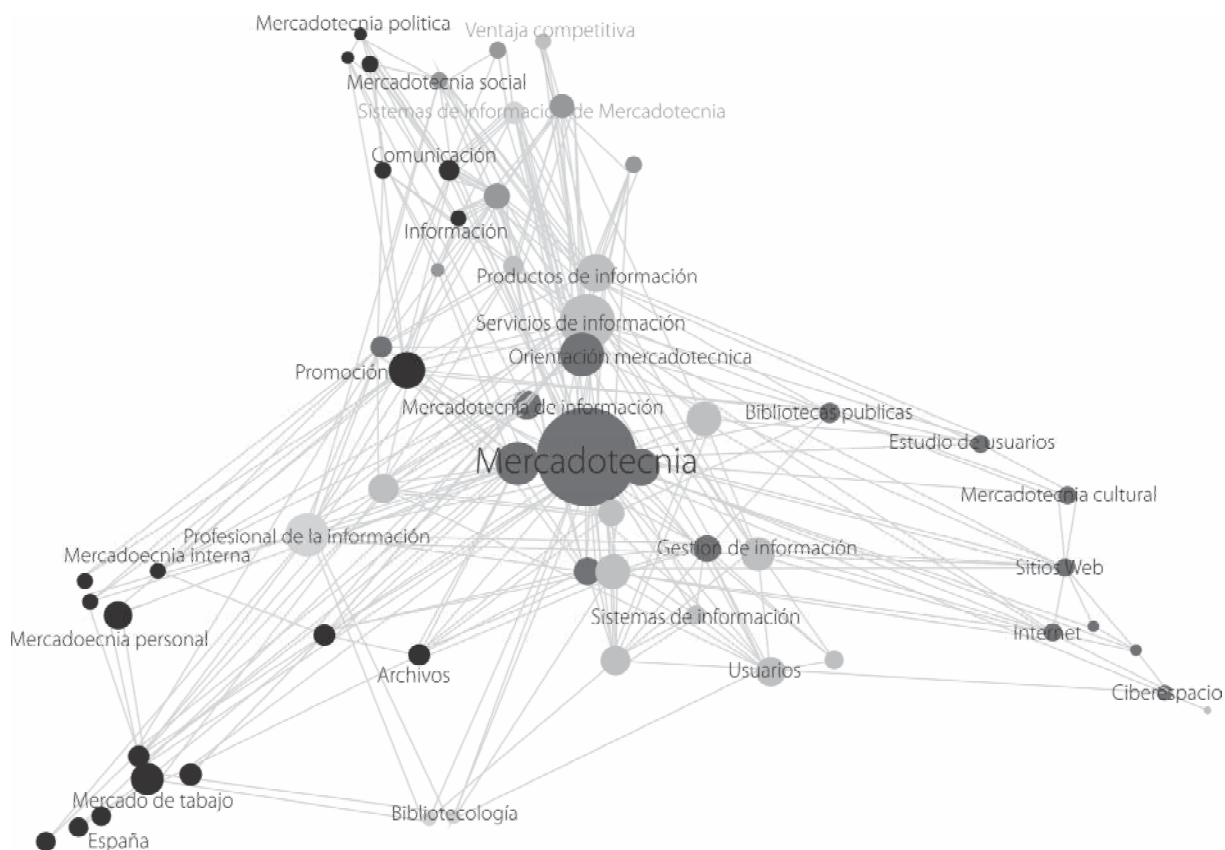 Mercadotecnia politica
Ventaja competitiva
Mercadotecnia social
Sistemas de información de Mercadotecnia
Comunicación
Información
Productos de información
Servicios de información
Orientación mercadotecnica
Promoción
Mercadotecnia de información
Bibliotecas publicas
Estudio de usuarios
Mercadotecnia
Mercadotecnia cultural
Profesional de la información
Mercadoecnia interna
Gestion de información
Sitios Web
Sistemas de información
Internet
Mercadoecnia personal
Archivos
Usuarios
Ciberespacio
Mercado de tabajo
Bibliotecología
España